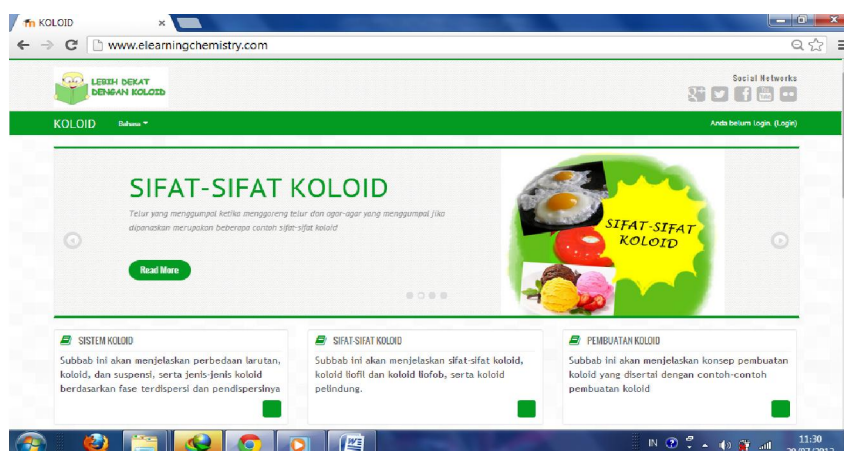 KOLOID
www.elearningchemistry.com
LEBIH DEKAT
DENGAN KOLOID
Social Networks
KOLOID Bahasa
Anda belum login. (Login)
SIFAT-SIFAT KOLOID
Telur yang menggumpal ketika menggoreng telur dan agar-agar yang menggumpal jika
dipanaskan merupakan beberapa contoh sifat-sifat koloid
Read More
SIFAT-SIFAT
KOLOID
SISTEM KOLOID
Subbab ini akan menjelaskan perbedaan larutan,
koloid, dan suspensi, serta jenis-jenis koloid
berdasarkan fase terdispersi dan pendispersinya
SIFAT-SIFAT KOLOID
Subbab ini akan menjelaskan sifat-sifat koloid,
koloid liofil dan koloid liofob, serta koloid
pelindung.
PEMBUATAN KOLOID
Subbab ini akan menjelaskan konsep pembuatan
koloid yang disertai dengan contoh-contoh
pembuatan koloid
IN
11:30